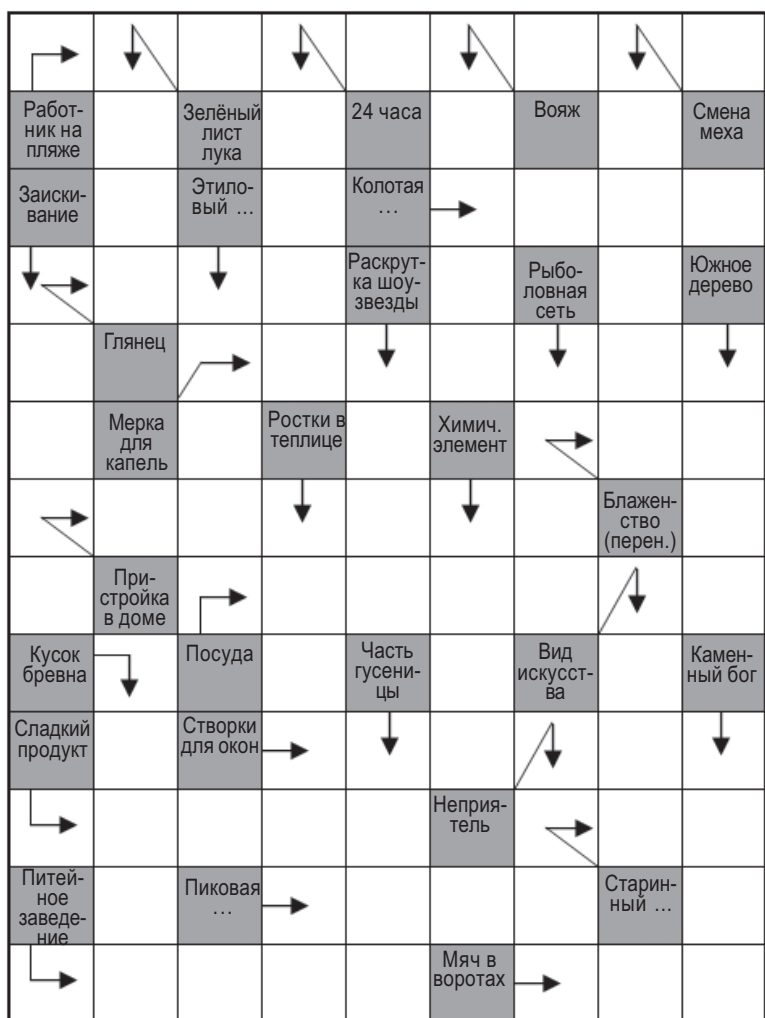 Работ-
ник на
пляже
Зелёный
лист
лука
24 часа
Вояж
Смена
меха
Заиски-
вание
Этило-
вый ...
Колотая
...
Раскрут-
ка шоу-
звезды
Рыбо-
ловная
сеть
Южное
дерево
Глянец
Мерка
для
капель
Ростки в
теплице
Химич.
элемент
Блажен-
ство
(перен.)
При-
стройка
в доме
Кусок
бревна
Посуда
Часть
гусени-
цы
Вид
искусст-
ва
Камен-
ный бог
Сладкий
продукт
Створки
для окон
Неприя-
тель
Питей-
ное
заведе-
ние
Пиковая
...
Старин-
ный ...
Мяч в
воротах